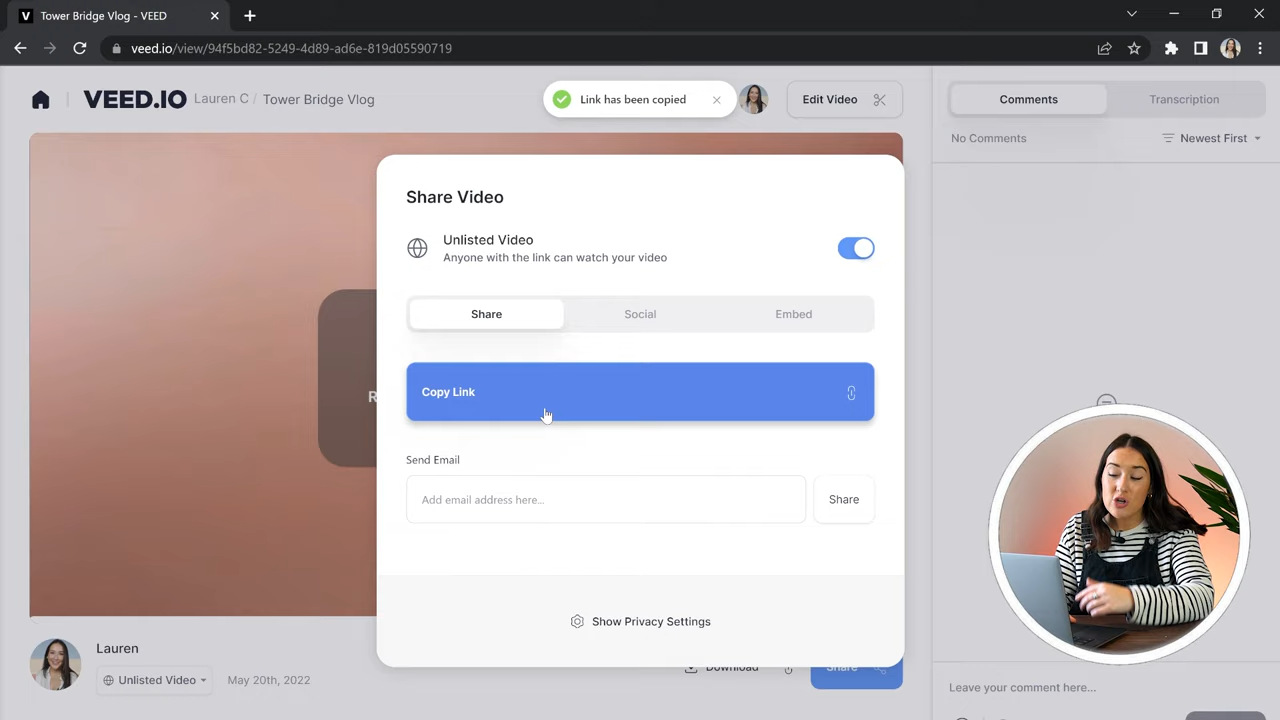 V Tower Bridge Vlog - VEED
veed.io/view/94f5bd82-5249-4d89-ad6e-819d05590719
VEED.IO Lauren C / Tower Bridge Vlog
Link has been copied
Edit Video
Comments
Transcription
No Comments
Newest First
Share Video
Unlisted Video
Anyone with the link can watch your video
Share
Social
Embed
Copy Link
Send Email
Add email address here...
Share
Show Privacy Settings
Lauren
Unlisted Video
May 20th, 2022
Download
Share
Leave your comment here...